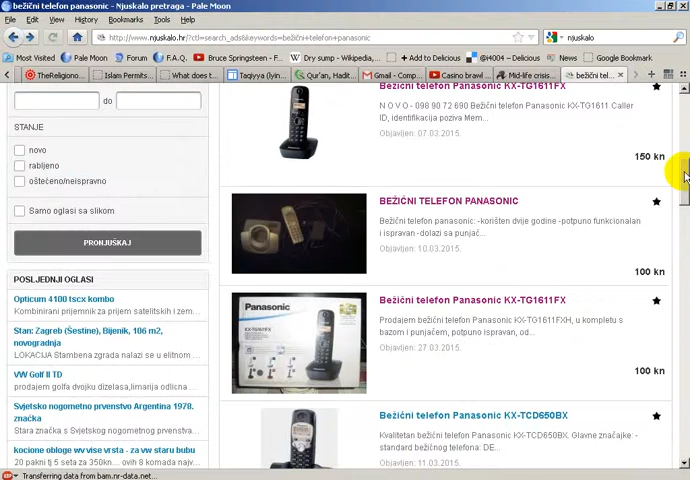 bežični telefon panasonic - Njuskalo pretraga - Pale Moon
File Edit View History Bookmarks Tools Help
http://www.njuskalo.hr/?ctl=search_ads&keywords=bežični+telefon+panasonic
njuskalo
Most Visited Pale Moon Forum F.A.Q. Bruce Springsteen - ... Dry sump - Wikipedia, ... Add to Delicious @H004 – Delicious Google Bookmark
TheReligiono... Islam Permits... What does t... Taqiyya (lyin... Qur'an, Hadit... Gmail - Comp... Casino brawl ... Mid-life crisis... bežični tel...
do
STANJE
novo
rabljeno
oštećeno/neispravno
Samo oglasi sa slikom
PRONJUŠKAJ
POSLJEDNJI OGLASI
Opticum 4100 tscx kombo
Kombinirani prijemnik za prijem satelitskih i zem...
Stan: Zagreb (Šestine), Bijenik, 106 m2,
novogradnja
LOKACIJA Stambena zgrada nalazi se u elitnom ...
VW Golf II TD
prodajem golfa dvojku dizelasa,limarija odlicna ...
Svjetsko nogometno prvenstvo Argentina 1978.
značka
Stara značka s Svjetskog nogometnog prvenstva...
kocione obloge wv vise vrsta - za vw staru bubu
20 pakni tj 5 seta za 350kn... ovih 8 komada najv...
Bežični telefon Panasonic KX-TG1611FX
N O V O - 098 90 72 690 Bežični telefon Panasonic KX-TG1611 Caller
ID, identifikacija poziva Mem...
Objavljen: 07.03.2015.
150 kn
BEŽIČNI TELEFON PANASONIC
Bežični telefon panasonic: -korišten dvije godine -potpuno funkcionalan
i ispravan -dolazi sa punjač...
Objavljen: 10.03.2015.
100 kn
Panasonic
KX-TG1611FX
Bežični telefon Panasonic KX-TG1611FX
Prodajem bežični telefon Panasonic KX-TG1611FXH, u kompletu s
bazom i punjačem, potpuno ispravan, od...
Objavljen: 27.03.2015.
100 kn
Bežični telefon Panasonic KX-TCD650BX
Kvalitetan bežični telefon Panasonic KX-TCD650BX. Glavne značajke: -
standard bežičnog telefona: DE...
Objavljen: 11.03.2015.
Transferring data from bam.nr-data.net...